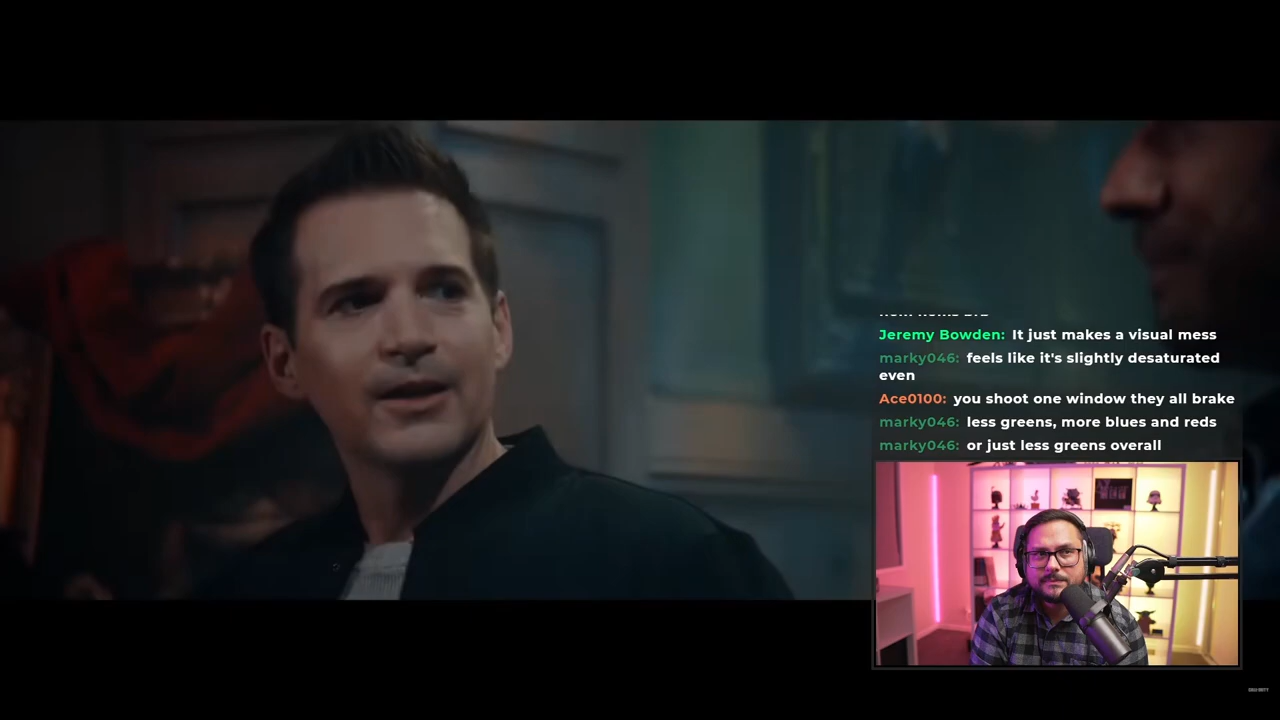 Jeremy Bowden: It just makes a visual mess
marky046: feels like it's slightly desaturated
even
Ace0100: you shoot one window they all brake
marky046: less greens, more blues and reds
marky046: or just less greens overall